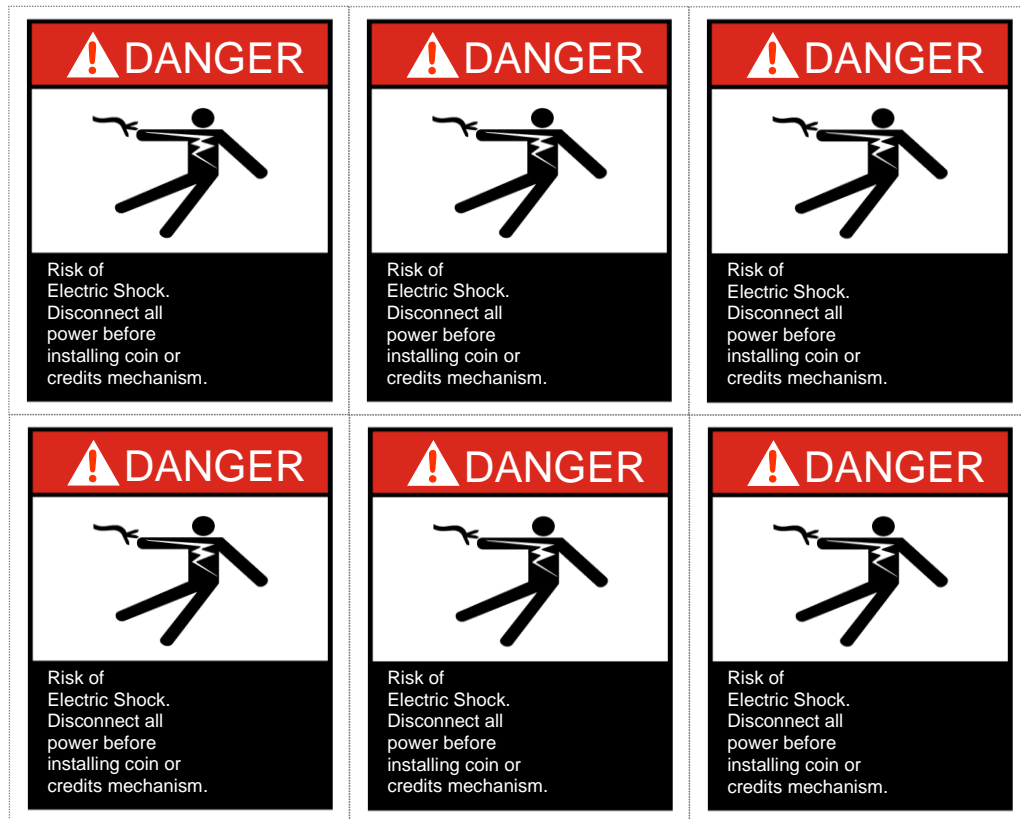 DANGER
Risk of
Electric Shock.
Disconnect all
power before
installing coin or
credits mechanism.
DANGER
Risk of
Electric Shock.
Disconnect all
power before
installing coin or
credits mechanism.
DANGER
Risk of
Electric Shock.
Disconnect all
power before
installing coin or
credits mechanism.
DANGER
Risk of
Electric Shock.
Disconnect all
power before
installing coin or
credits mechanism.
DANGER
Risk of
Electric Shock.
Disconnect all
power before
installing coin or
credits mechanism.
DANGER
Risk of
Electric Shock.
Disconnect all
power before
installing coin or
credits mechanism.